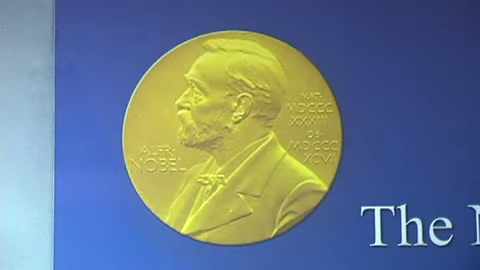 ALFR·
NOBEL
NAT·
MDCCC
XXXIII
OB·
MDCCC
XCVI
The